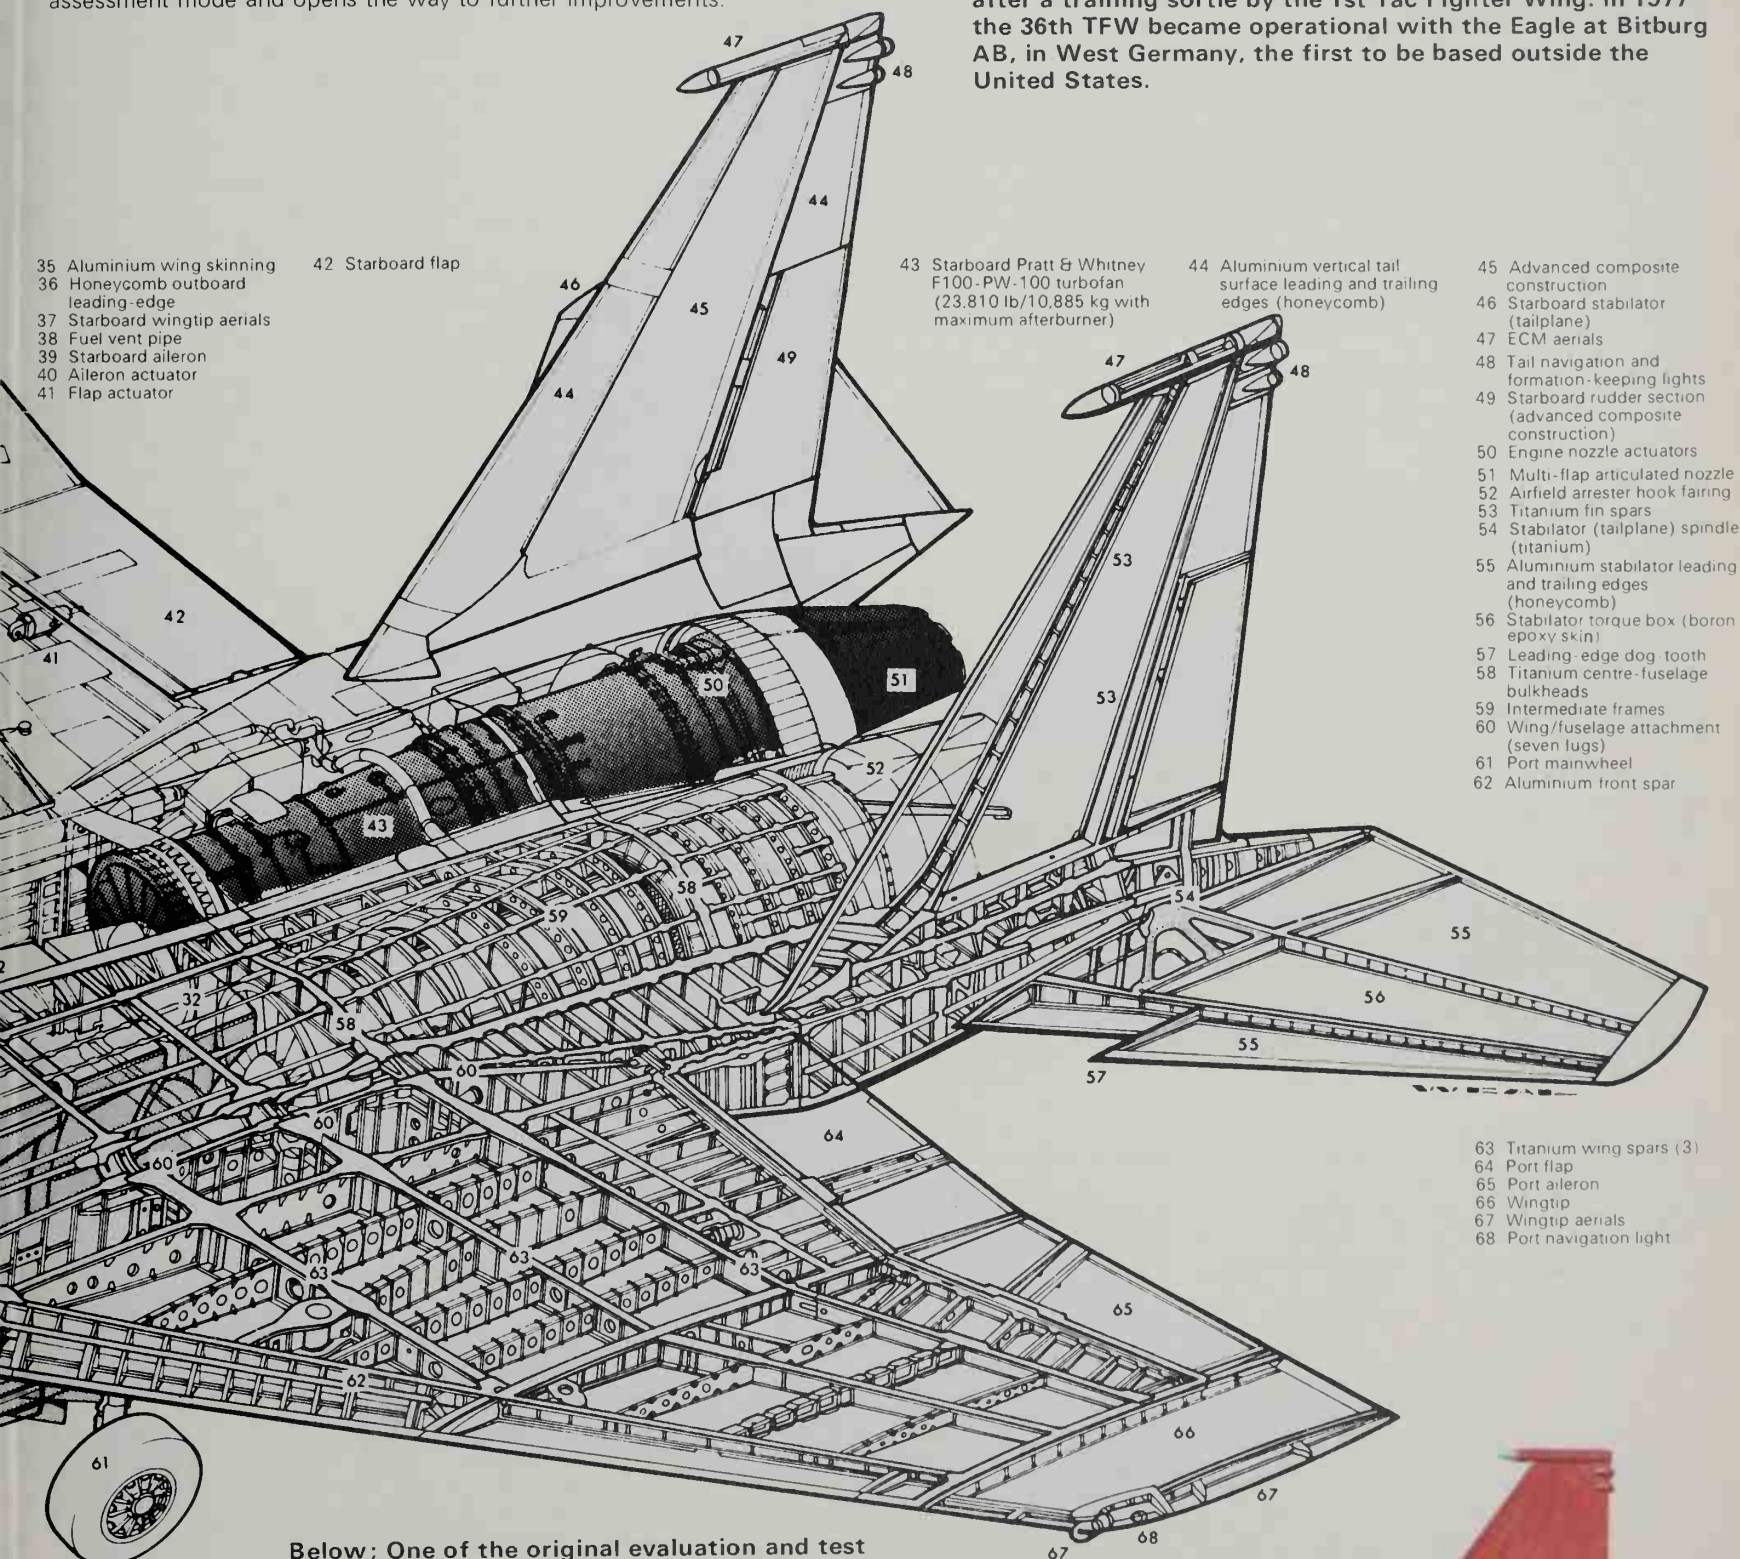 assessment mode and opens the way to further improvements.
after a training sortie by the 1st Tac Fighter Wing. In 1977
the 36th TFW became operational with the Eagle at Bitburg
AB, in West Germany, the first to be based outside the
United States.
35 Aluminium wing skinning
36 Honeycomb outboard
leading-edge
37 Starboard wingtip aerials
38 Fuel vent pipe
39 Starboard aileron
40 Aileron actuator
41 Flap actuator
42 Starboard flap
43 Starboard Pratt & Whitney
F100-PW-100 turbofan
(23,810 lb/10,885 kg with
maximum afterburner)
44 Aluminium vertical tail
surface leading and trailing
edges (honeycomb)
45 Advanced composite
construction
46 Starboard stabilator
(tailplane)
47 ECM aerials
48 Tail navigation and
formation-keeping lights
49 Starboard rudder section
(advanced composite
construction)
50 Engine nozzle actuators
51 Multi-flap articulated nozzle
52 Airfield arrester hook fairing
53 Titanium fin spars
54 Stabilator (tailplane) spindle
(titanium)
55 Aluminium stabilator leading
and trailing edges
(honeycomb)
56 Stabilator torque box (boron
epoxy skin)
57 Leading-edge dog-tooth
58 Titanium centre-fuselage
bulkheads
59 Intermediate frames
60 Wing/fuselage attachment
(seven lugs)
61 Port mainwheel
62 Aluminium front spar
63 Titanium wing spars (3)
64 Port flap
65 Port aileron
66 Wingtip
67 Wingtip aerials
68 Port navigation light
47
48
44
46
45
49
44
47
48
53
42
41
50
51
53
52
43
58
59
54
55
32
56
58
55
60
57
60
64
60
63
63
63
65
62
66
61
67
68
67
Below: One of the original evaluation and test